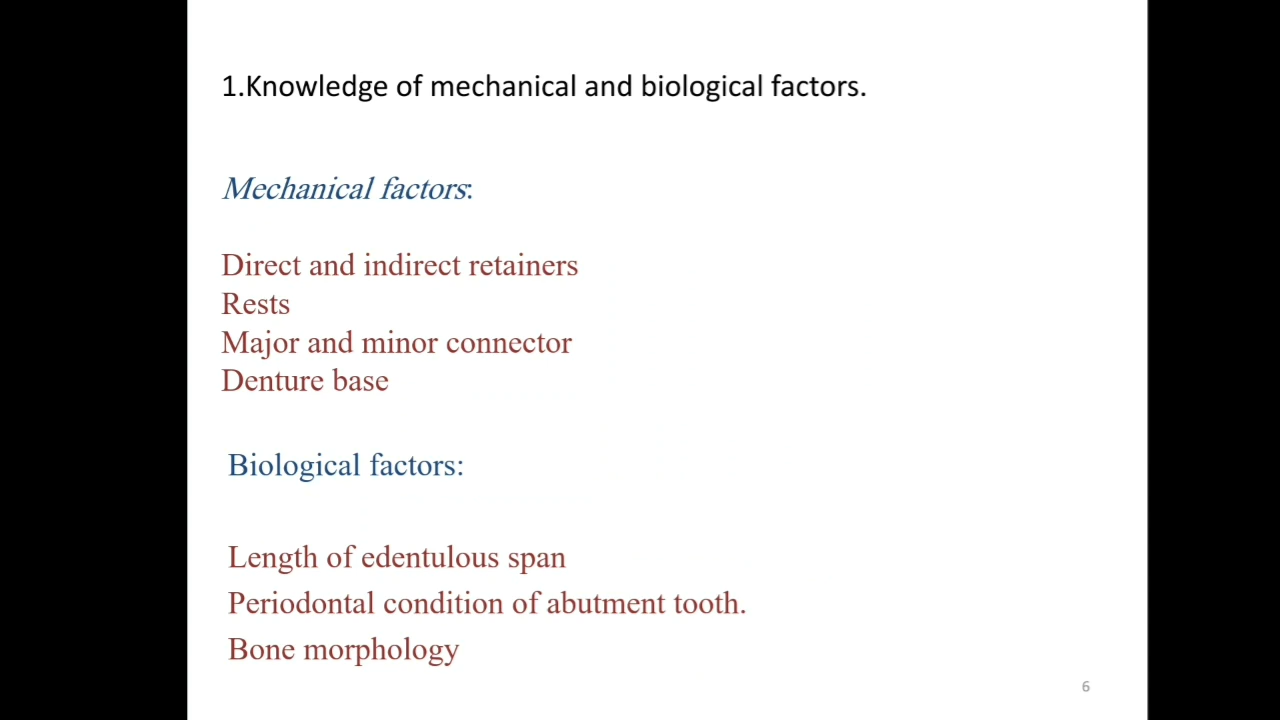 1.Knowledge of mechanical and biological factors.
Mechanical factors:
Direct and indirect retainers
Rests
Major and minor connector
Denture base
Biological factors:
Length of edentulous span
Periodontal condition of abutment tooth.
Bone morphology
6